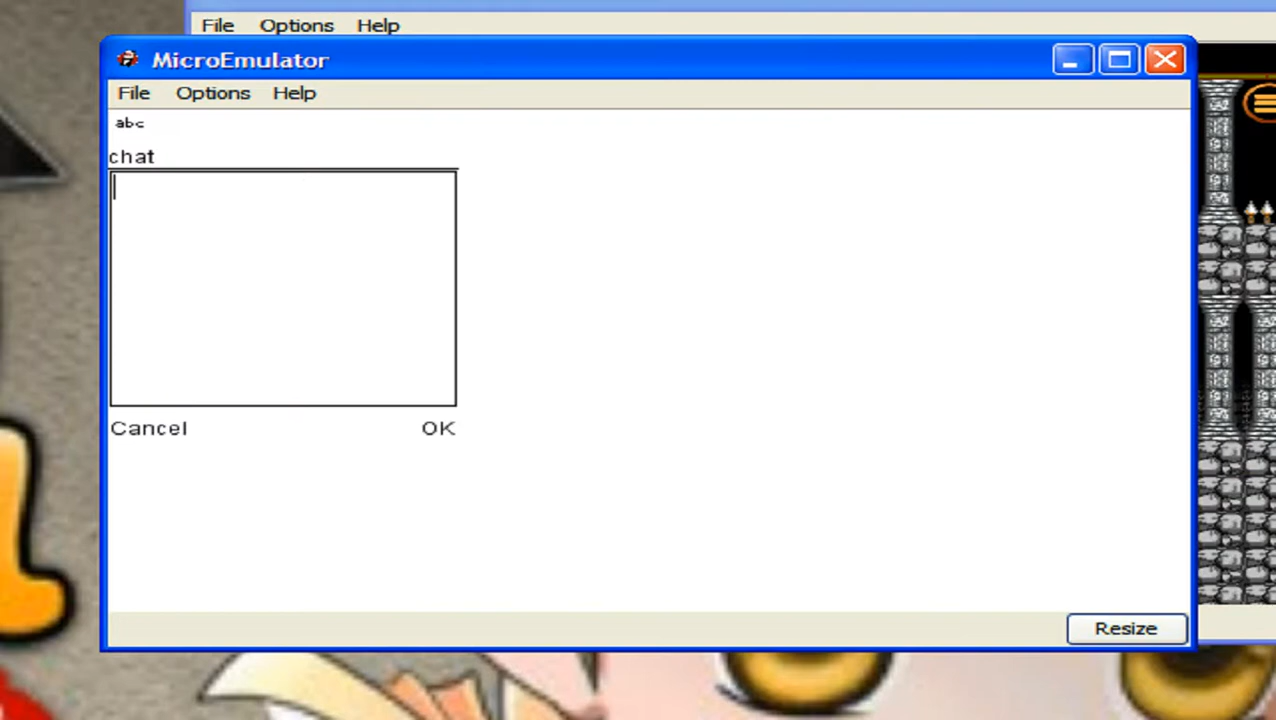 File Options Help
MicroEmulator
File Options Help
abc
chat
Cancel OK
Resize